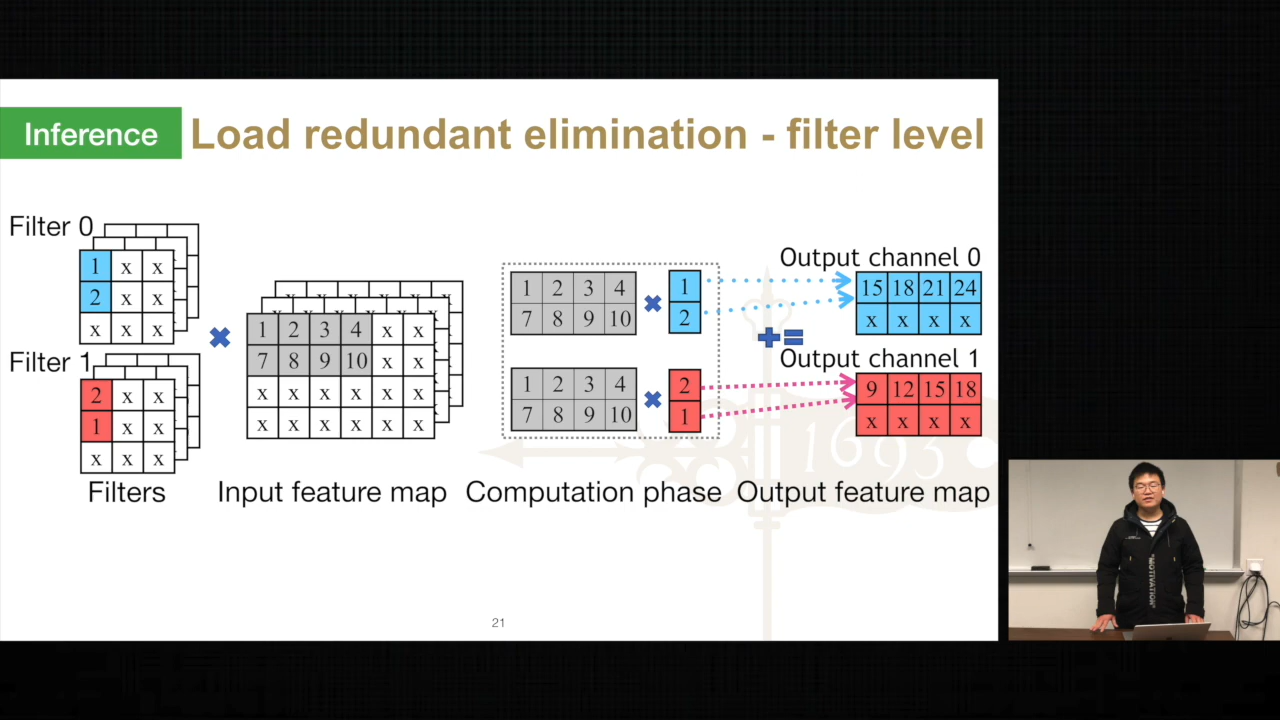 Inference
Load redundant elimination - filter level
Filter 0
1 x x
2 x x
x x x
Filter 1
2 x x
1 x x
x x x
Filters
1 2 3 4 x x
7 8 9 10 x x
x x x x x x
x x x x x x
Input feature map
1 2 3 4
7 8 9 10
1
2
1 2 3 4
7 8 9 10
2
1
Computation phase
Output channel 0
15 18 21 24
x x x x
Output channel 1
9 12 15 18
x x x x
Output feature map
1693
21
"MOTIVATION"